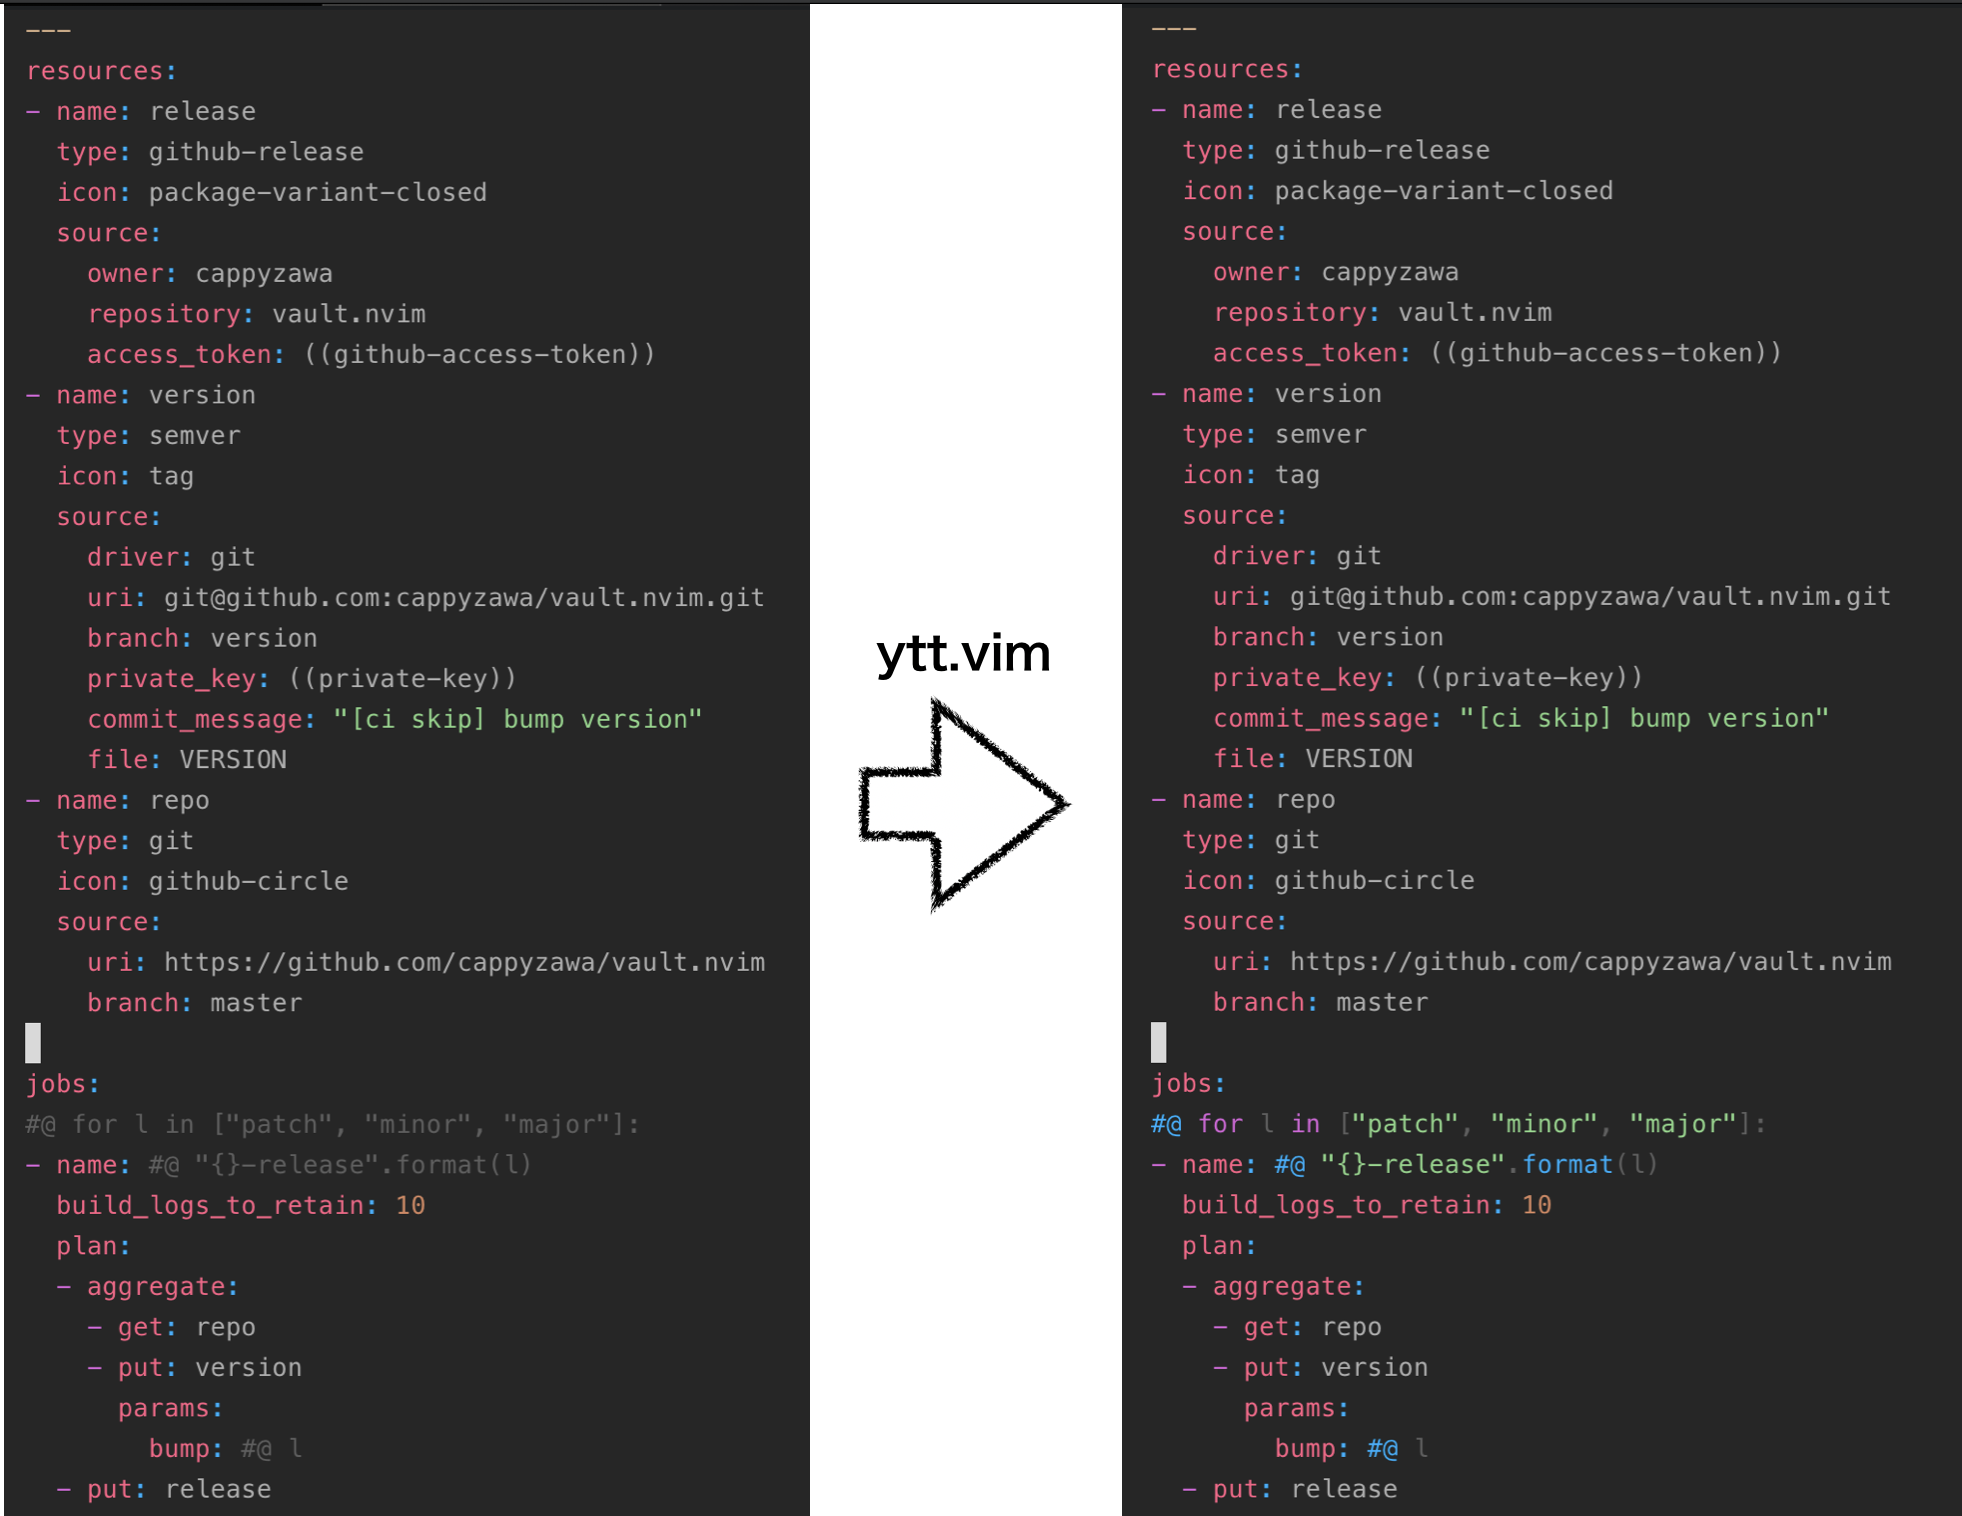 ---
resources:
- name: release
  type: github-release
  icon: package-variant-closed
  source:
    owner: cappyzawa
    repository: vault.nvim
    access_token: ((github-access-token))
- name: version
  type: semver
  icon: tag
  source:
    driver: git
    uri: git@github.com:cappyzawa/vault.nvim.git
    branch: version
    private_key: ((private-key))
    commit_message: "[ci skip] bump version"
    file: VERSION
- name: repo
  type: git
  icon: github-circle
  source:
    uri: https://github.com/cappyzawa/vault.nvim
    branch: master

jobs:
#@ for l in ["patch", "minor", "major"]:
- name: #@ "{}-release".format(l)
  build_logs_to_retain: 10
  plan:
  - aggregate:
    - get: repo
    - put: version
      params:
        bump: #@ l
  - put: release
ytt.vim
---
resources:
- name: release
  type: github-release
  icon: package-variant-closed
  source:
    owner: cappyzawa
    repository: vault.nvim
    access_token: ((github-access-token))
- name: version
  type: semver
  icon: tag
  source:
    driver: git
    uri: git@github.com:cappyzawa/vault.nvim.git
    branch: version
    private_key: ((private-key))
    commit_message: "[ci skip] bump version"
    file: VERSION
- name: repo
  type: git
  icon: github-circle
  source:
    uri: https://github.com/cappyzawa/vault.nvim
    branch: master

jobs:
#@ for l in ["patch", "minor", "major"]:
- name: #@ "{}-release".format(l)
  build_logs_to_retain: 10
  plan:
  - aggregate:
    - get: repo
    - put: version
      params:
        bump: #@ l
  - put: release